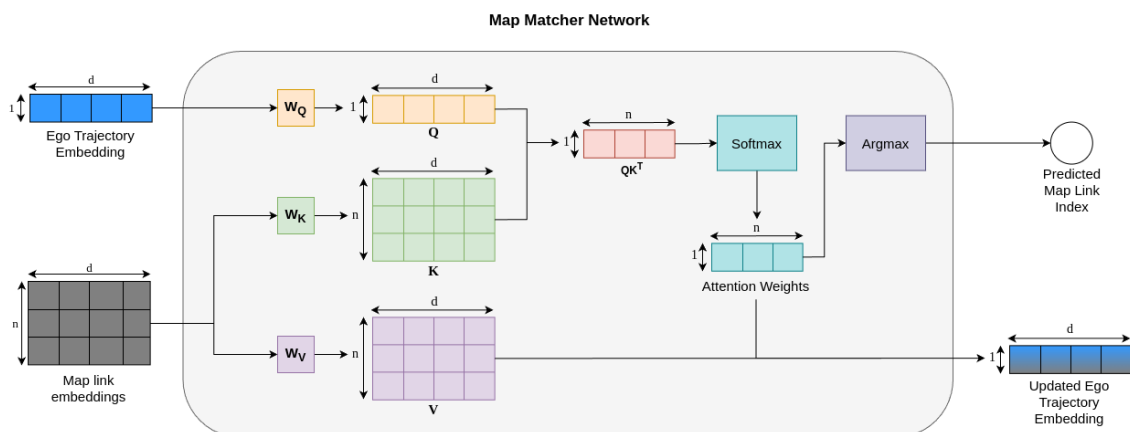 Map Matcher Network
d
1
Ego Trajectory
Embedding
W_Q
1
d
Q
n
1
QK^T
Softmax
Argmax
Predicted
Map Link
Index
W_K
n
d
K
n
1
Attention Weights
d
n
Map link
embeddings
W_V
n
d
V
d
1
Updated Ego
Trajectory
Embedding